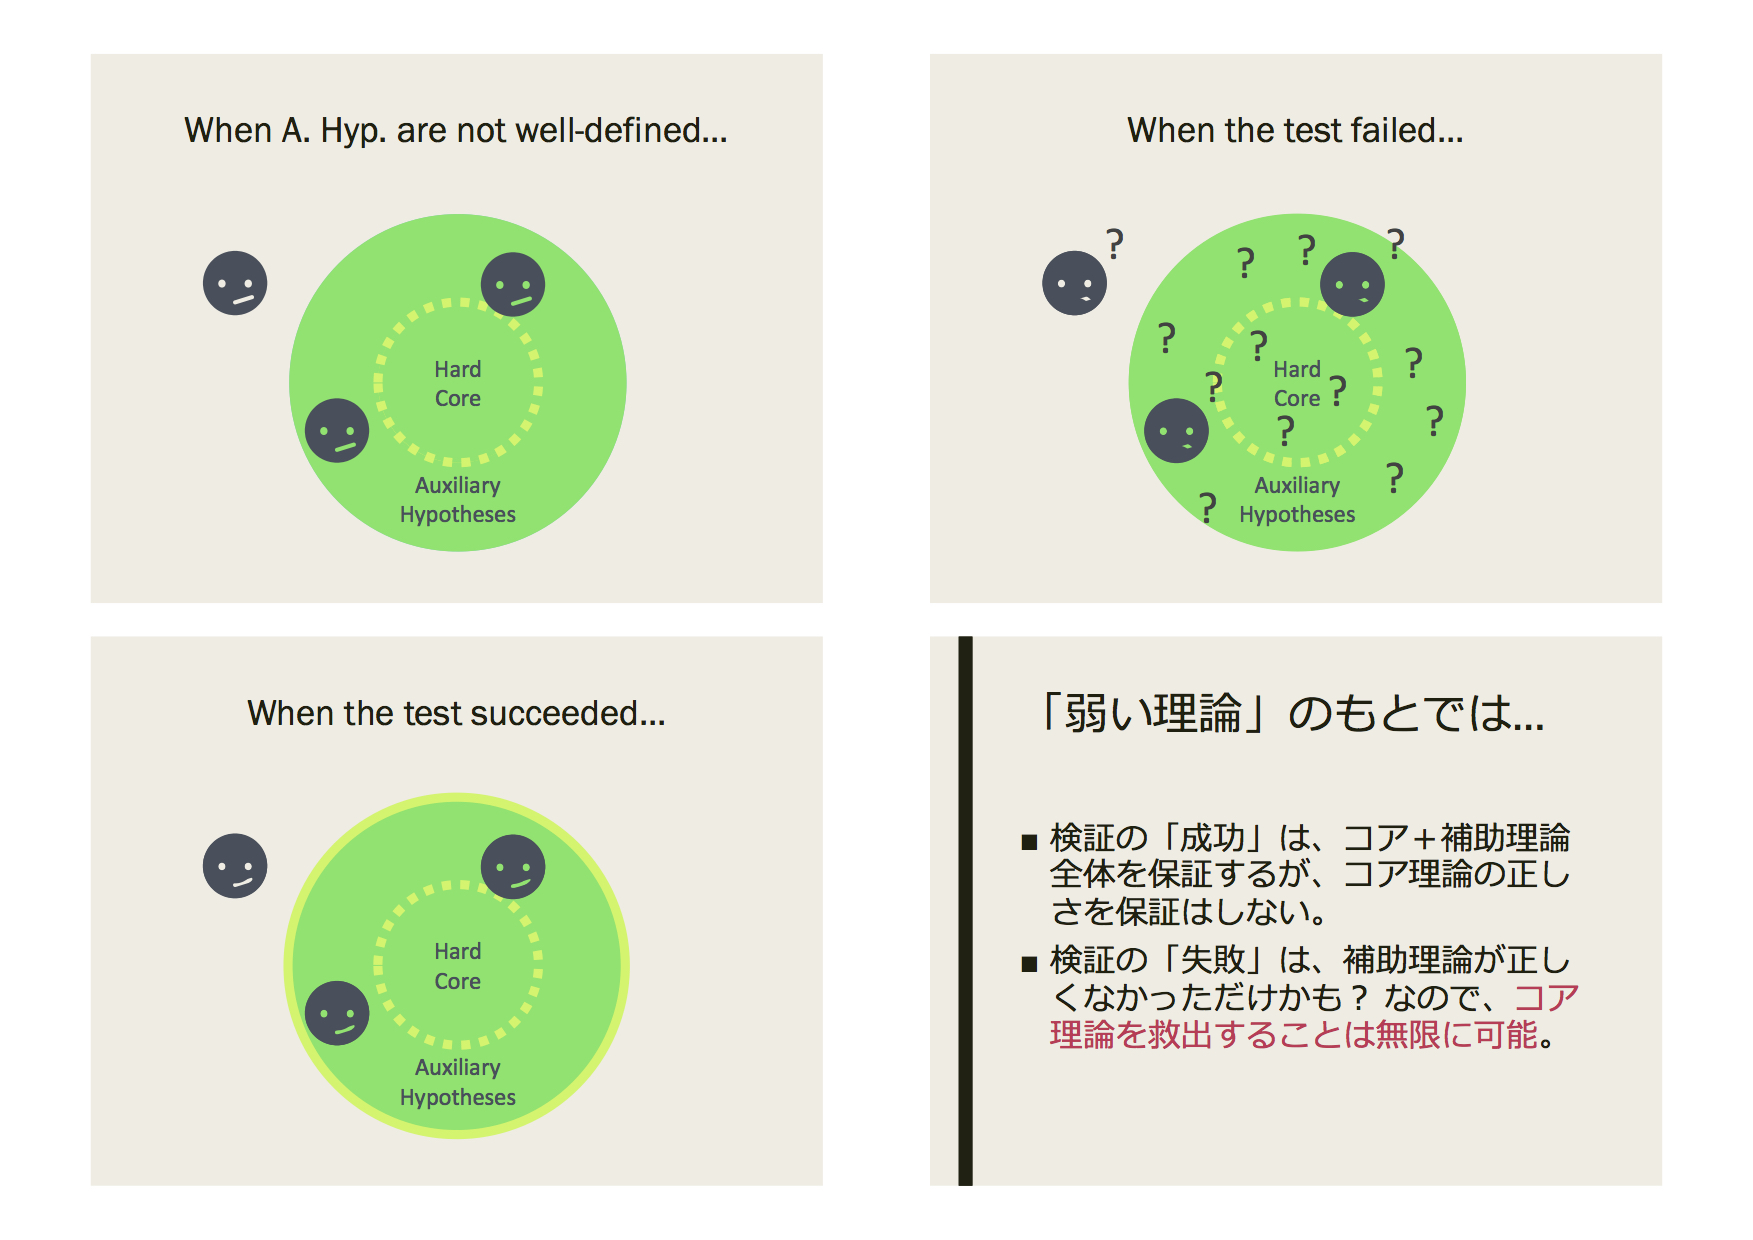 When A. Hyp. are not well-defined...
Hard
Core
Auxiliary
Hypotheses
When the test failed...
?
?
?
?
?
?
?
Hard
?
Core ?
?
?
?
Auxiliary
?
Hypotheses
When the test succeeded...
Hard
Core
Auxiliary
Hypotheses
「弱い理論」のもとでは...
■ 検証の「成功」は、コア＋補助理論
全体を保証するが、コア理論の正し
さを保証はしない。
■ 検証の「失敗」は、補助理論が正し
くなかっただけかも？ なので、コア
理論を救出することは無限に可能。